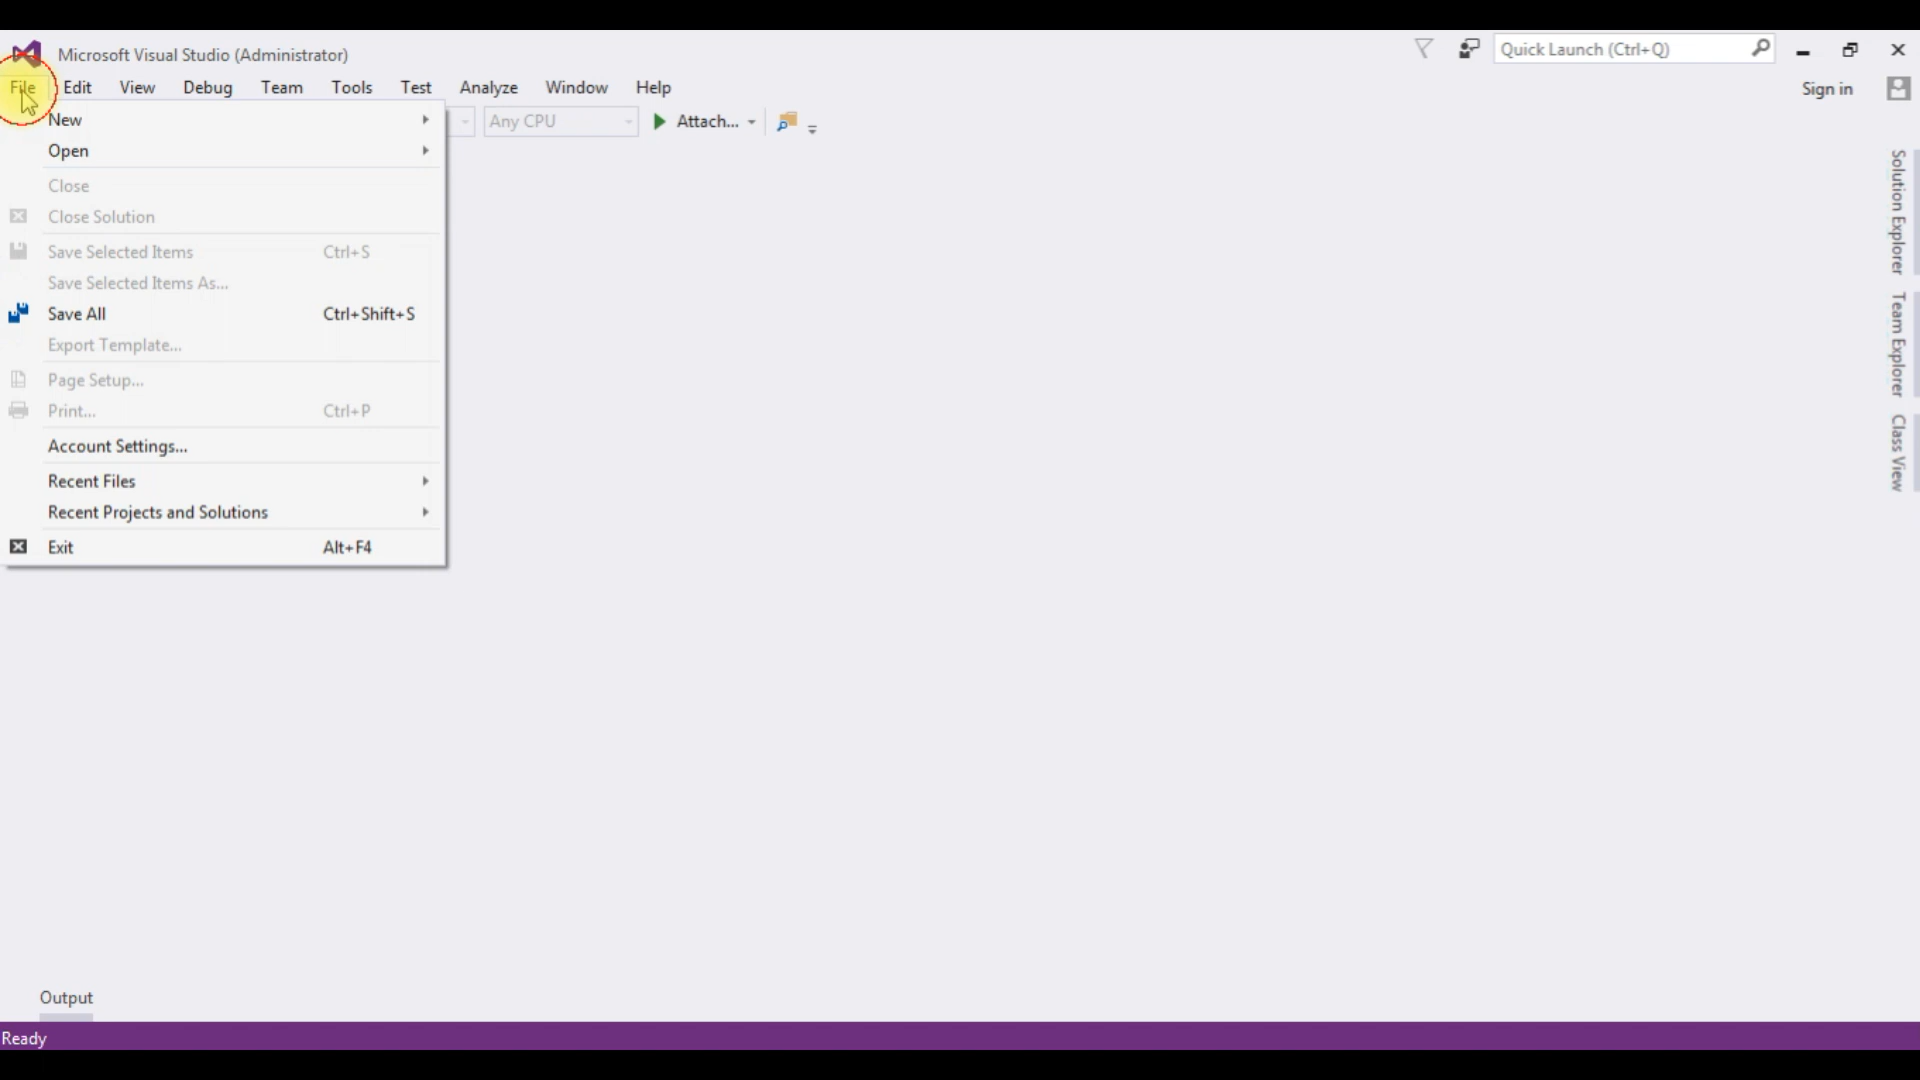 Microsoft Visual Studio (Administrator)
Quick Launch (Ctrl+Q)
File Edit View Debug Team Tools Test Analyze Window Help
Sign in
Any CPU
Attach...
New
Open
Close
Close Solution
Save Selected Items Ctrl+S
Save Selected Items As...
Save All Ctrl+Shift+S
Export Template...
Page Setup...
Print... Ctrl+P
Account Settings...
Recent Files
Recent Projects and Solutions
Exit Alt+F4
Solution Explorer
Team Explorer
Class View
Output
Ready